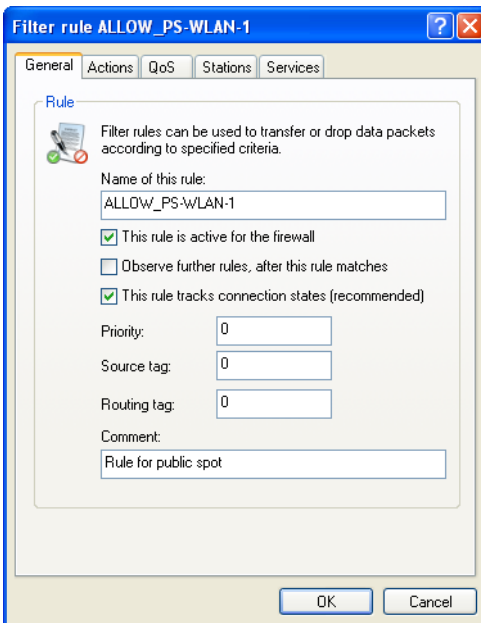 Filter rule ALLOW_PS-WLAN-1
General Actions QoS Stations Services
Rule
Filter rules can be used to transfer or drop data packets
according to specified criteria.
Name of this rule:
ALLOW_PS-WLAN-1
This rule is active for the firewall
Observe further rules, after this rule matches
This rule tracks connection states (recommended)
Priority: 0
Source tag: 0
Routing tag: 0
Comment:
Rule for public spot
OK Cancel